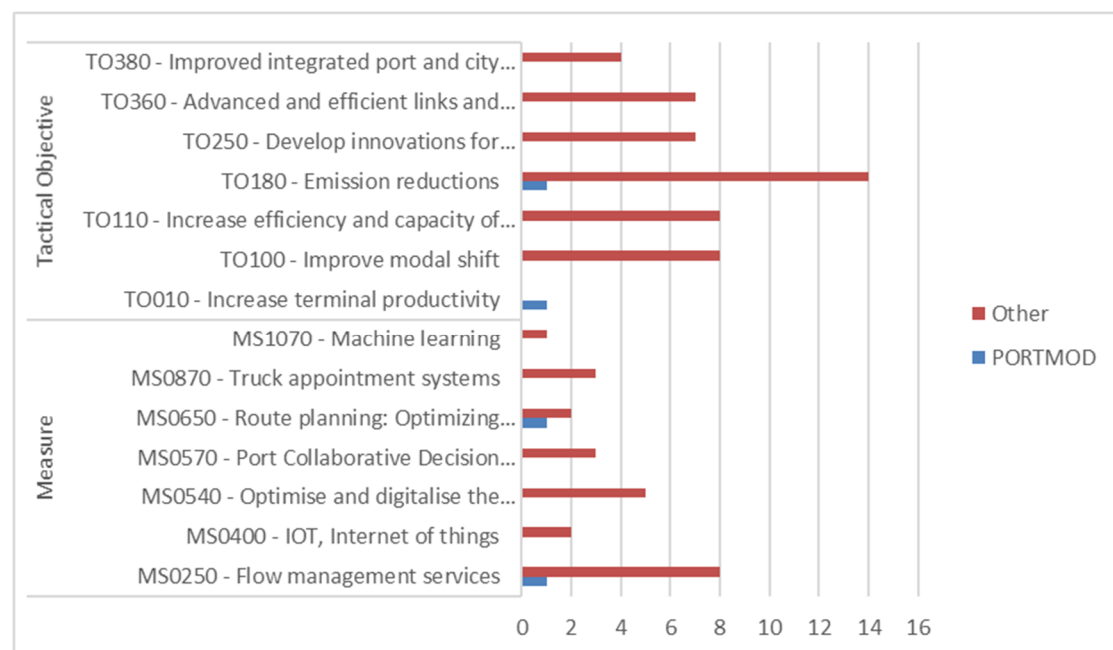 Tactical Objective
TO380 - Improved integrated port and city...
TO360 - Advanced and efficient links and...
TO250 - Develop innovations for...
TO180 - Emission reductions
TO110 - Increase efficiency and capacity of...
TO100 - Improve modal shift
TO010 - Increase terminal productivity
Measure
MS1070 - Machine learning
MS0870 - Truck appointment systems
MS0650 - Route planning: Optimizing...
MS0570 - Port Collaborative Decision...
MS0540 - Optimise and digitalise the...
MS0400 - IOT, Internet of things
MS0250 - Flow management services
0 2 4 6 8 10 12 14 16
Other
PORTMOD